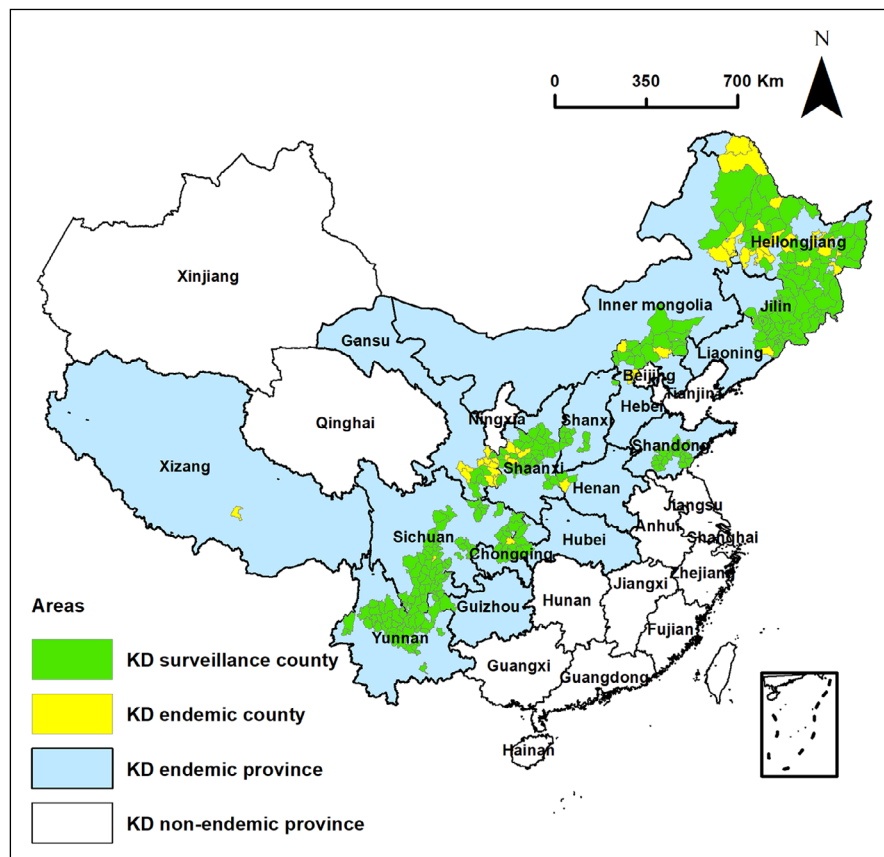 N
0 350 700 Km
Heilongjiang
Xinjiang
Inner mongolia
Jilin
Gansu
Liaoning
Beijing
Tianjin
Qinghai
Ningxia
Shanxi
Hebei
Shandong
Xizang
Shaanxi
Henan
Jiangsu
Sichuan
Anhui
Shanghai
Chongqing
Hubei
Zhejiang
Areas
Guizhou
Hunan
Jiangxi
Yunnan
Fujian
KD surveillance county
Guangxi
Guangdong
KD endemic county
Hainan
KD endemic province
KD non-endemic province